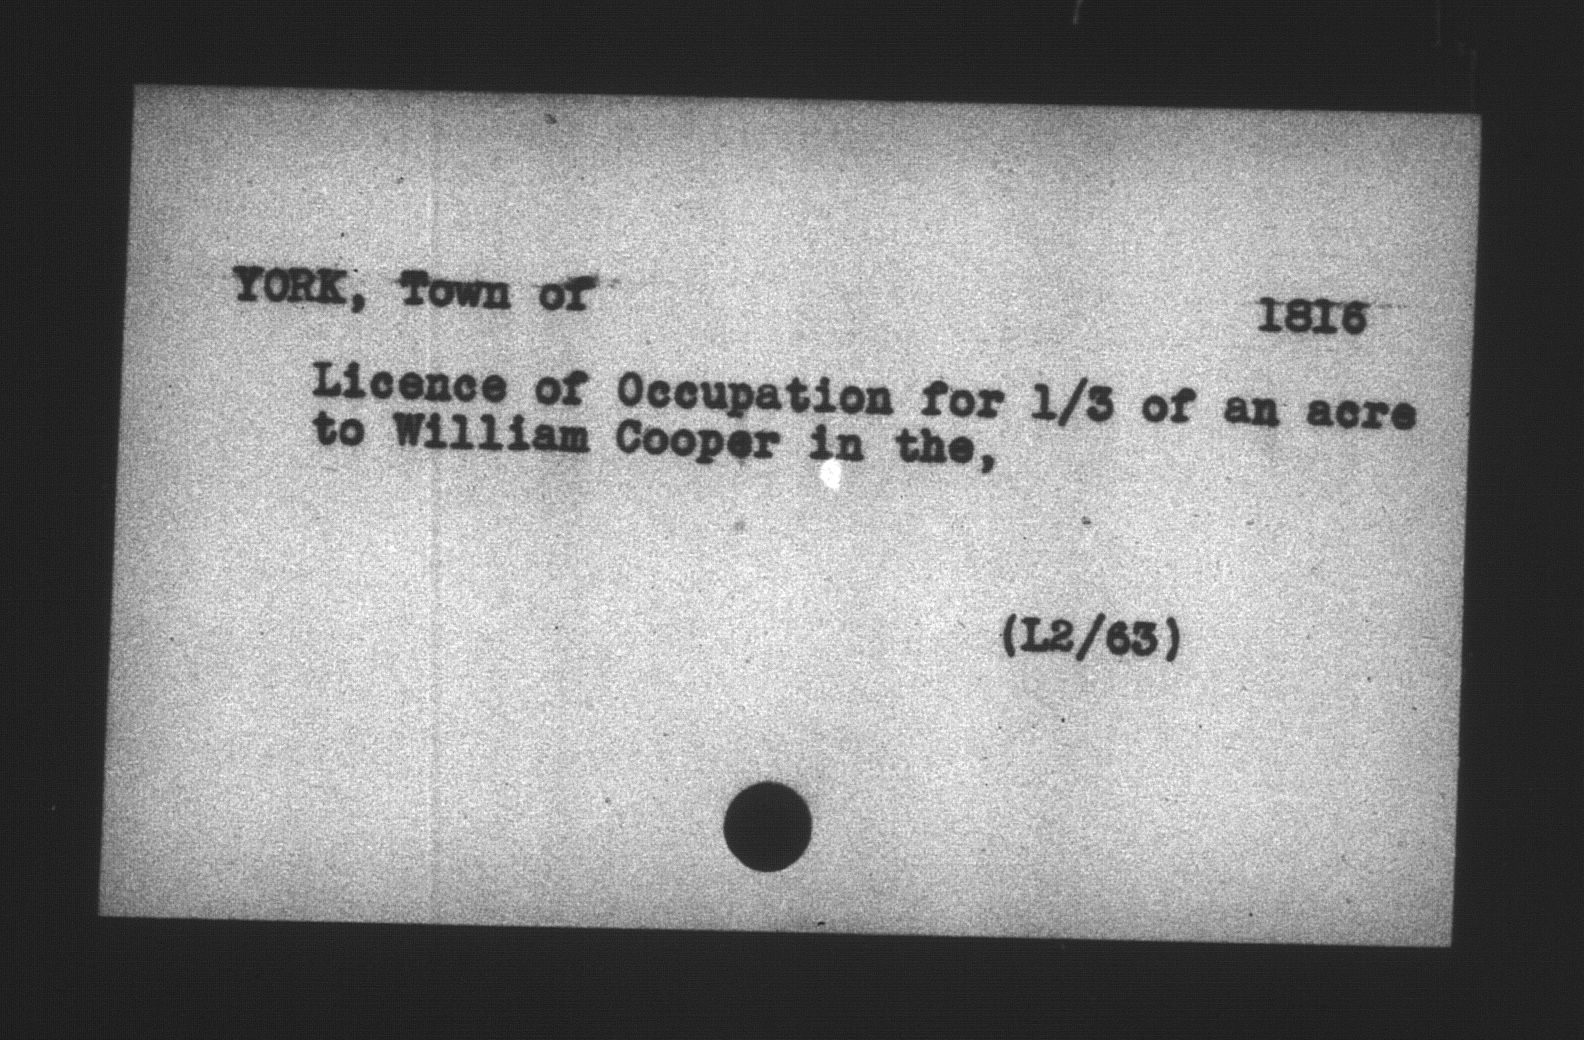 YORK, Town of
1816
Licence of Occupation for 1/3 of an acre
to William Cooper in the,
(L2/63)